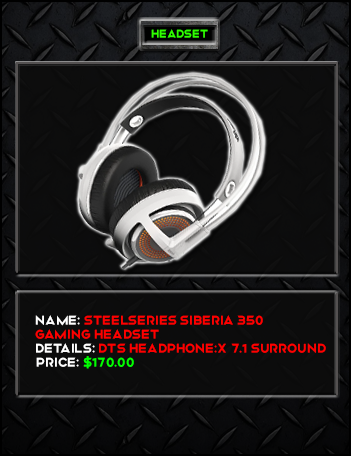 HEADSET
NAME: STEELSERIES SIBERIA 350
GAMING HEADSET
DETAILS: DTS HEADPHONE:X 7.1 SURROUND
PRICE: $170.00